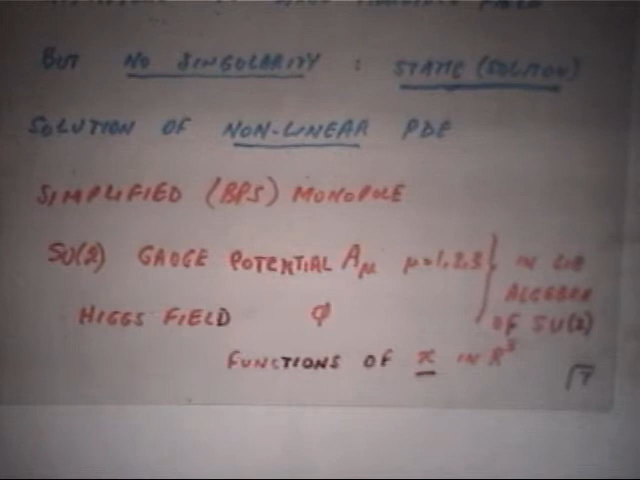 BUT NO SINGULARITY : STATIC (SOLITON)
SOLUTION OF NON-LINEAR PDE
SIMPLIFIED (BPS) MONOPOLE
SU(2) GAUGE POTENTIAL Aμ μ=1,2,3 } IN LIE
ALGEBRA
HIGGS FIELD φ OF SU(2)
FUNCTIONS OF x IN R³
17